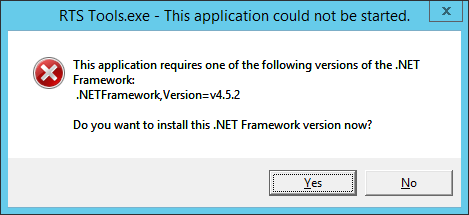 RTS Tools.exe - This application could not be started.
x
This application requires one of the following versions of the .NET
Framework:
.NETFramework,Version=v4.5.2
Do you want to install this .NET Framework version now?
Yes
No